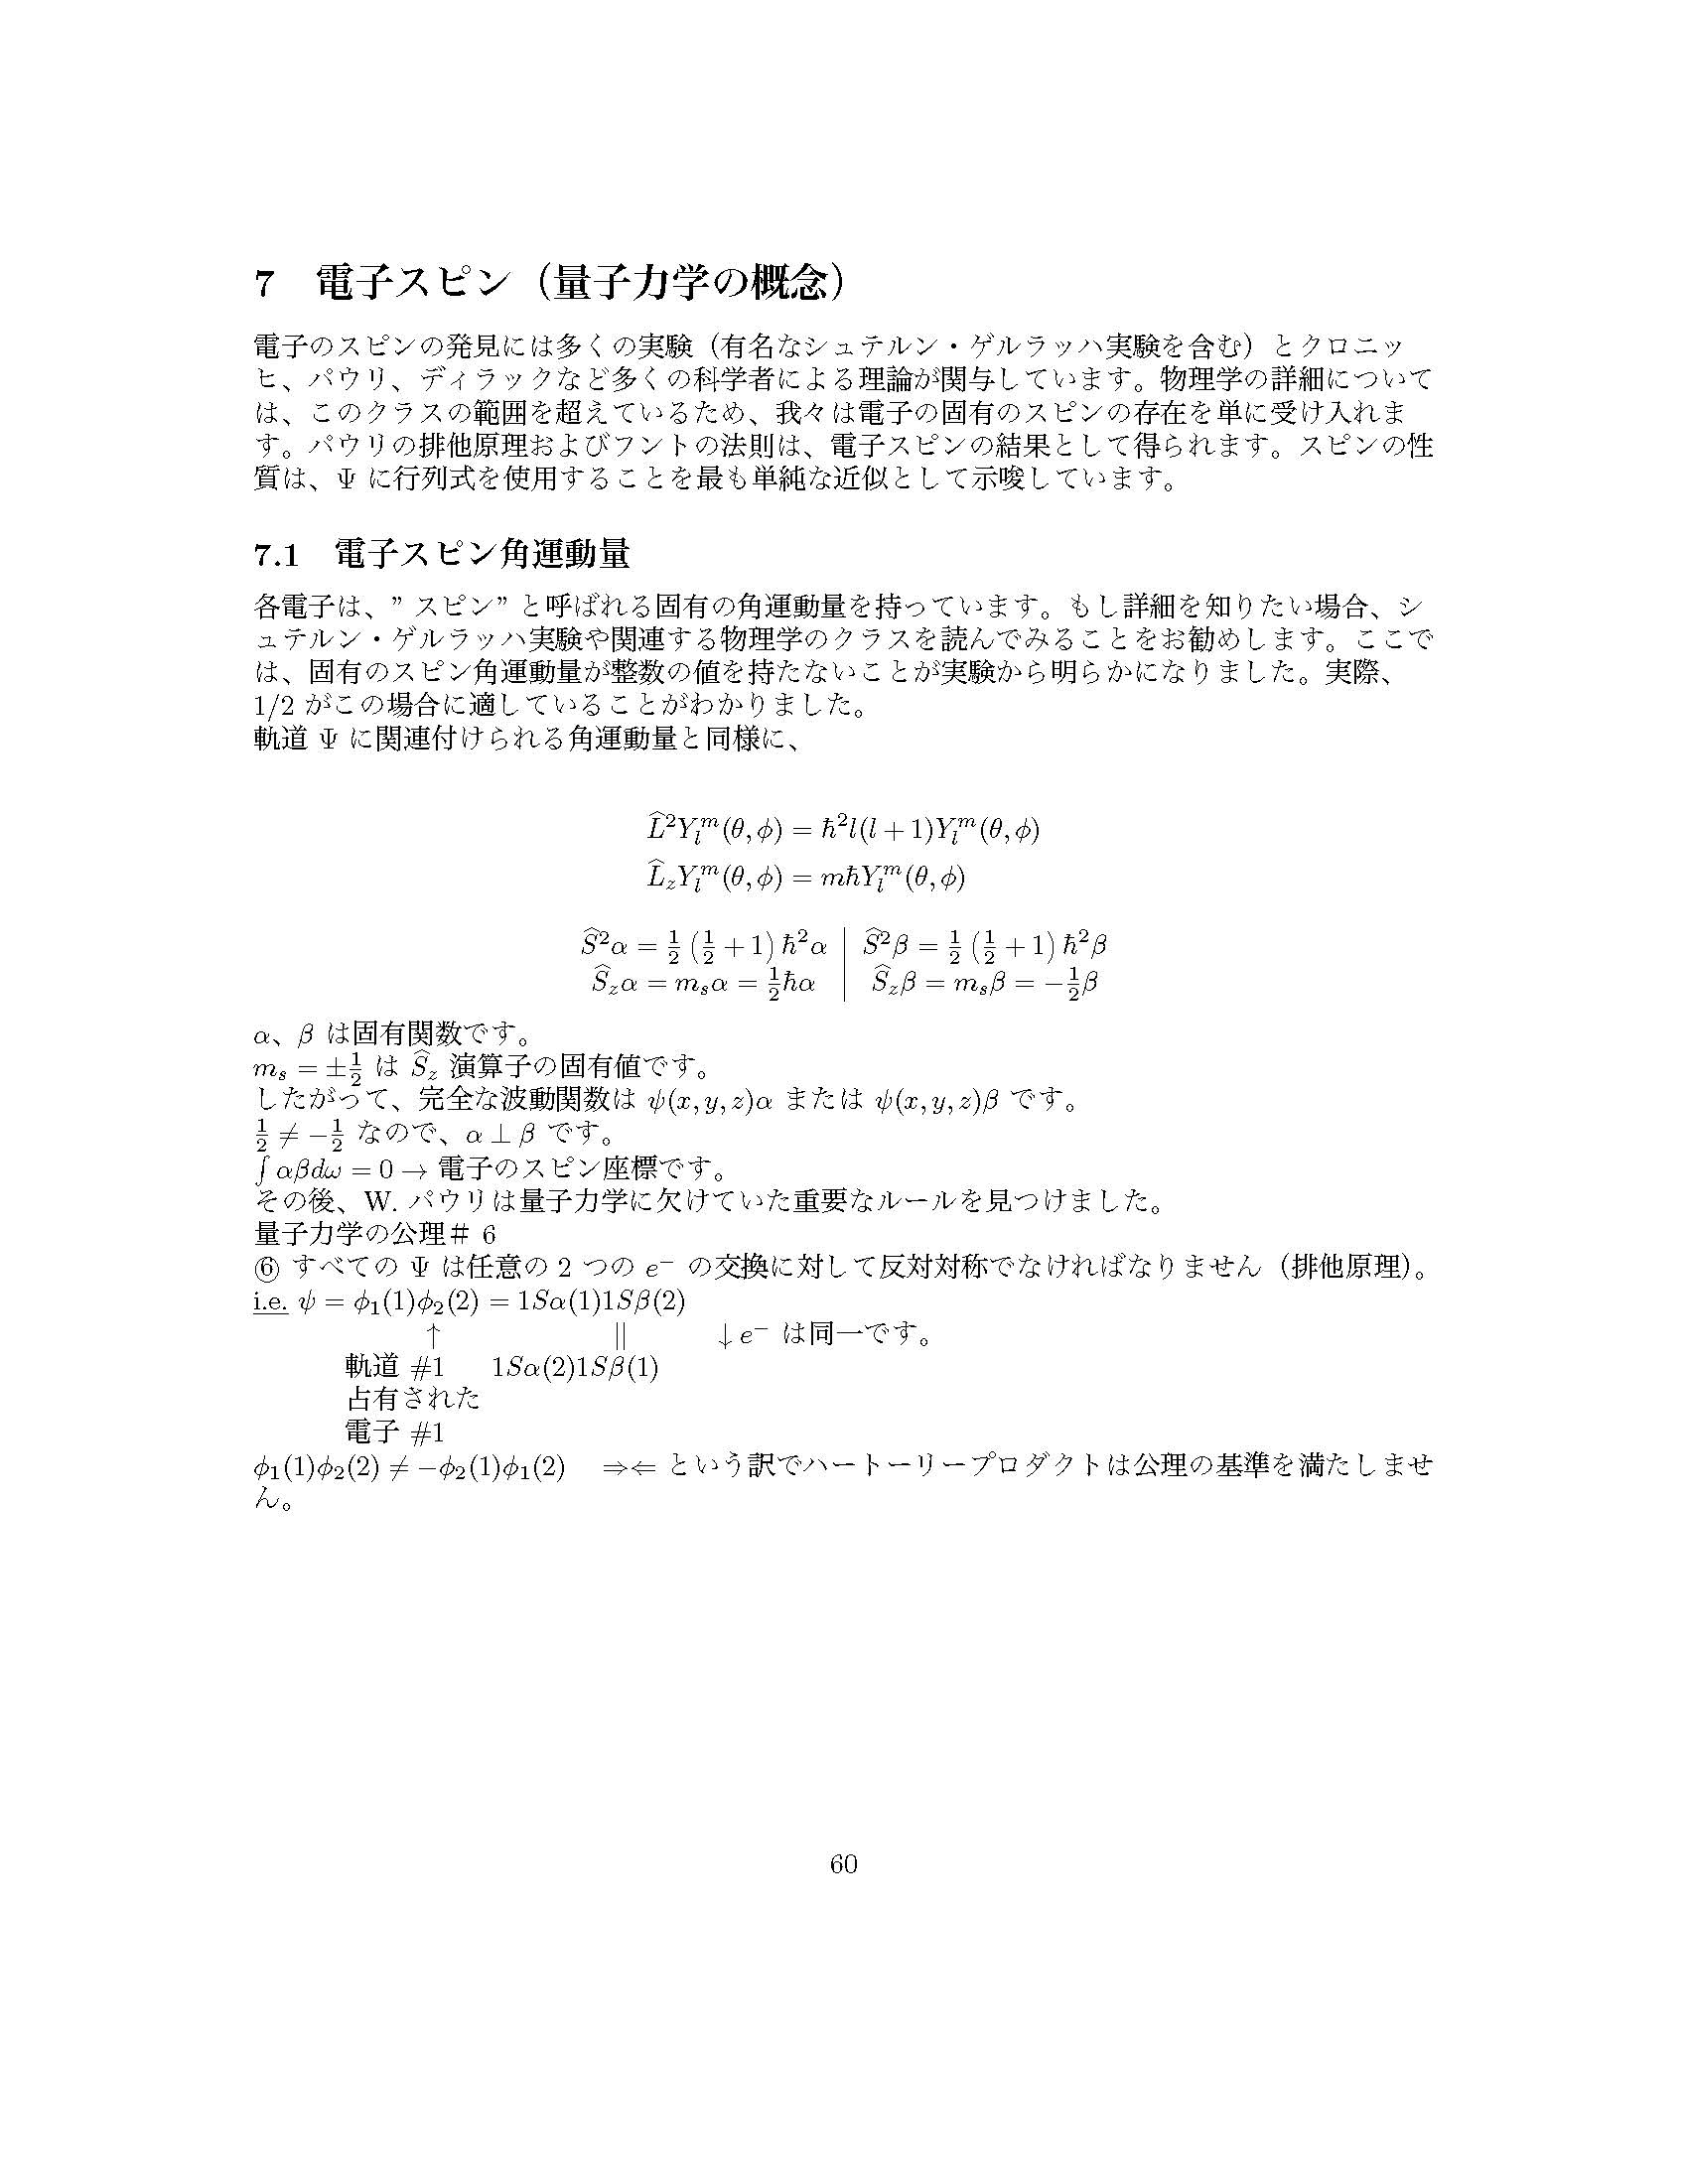 7 電子スピン（量子力学の概念）
電子のスピンの発見には多くの実験（有名なシュテルン・ゲルラッハ実験を含む）とクロニッ
ヒ、パウリ、ディラックなど多くの科学者による理論が関与しています。物理学の詳細について
は、このクラスの範囲を超えているため、我々は電子の固有のスピンの存在を単に受け入れま
す。パウリの排他原理およびフントの法則は、電子スピンの結果として得られます。スピンの性
質は、Ψ に行列式を使用することを最も単純な近似として示唆しています。
7.1 電子スピン角運動量
各電子は、” スピン” と呼ばれる固有の角運動量を持っています。もし詳細を知りたい場合、シ
ュテルン・ゲルラッハ実験や関連する物理学のクラスを読んでみることをお勧めします。ここで
は、固有のスピン角運動量が整数の値を持たないことが実験から明らかになりました。実際、
1/2 がこの場合に適していることがわかりました。
軌道 Ψ に関連付けられる角運動量と同様に、
$\widehat{L}^2 Y_l^m(\theta,\phi) = \hbar^2 l(l+1) Y_l^m(\theta,\phi)$
$\widehat{L}_z Y_l^m(\theta,\phi) = m\hbar Y_l^m(\theta,\phi)$
$\widehat{S}^2\alpha = \frac{1}{2}\left(\frac{1}{2}+1\right)\hbar^2\alpha$ | $\widehat{S}^2\beta = \frac{1}{2}\left(\frac{1}{2}+1\right)\hbar^2\beta$
$\widehat{S}_z\alpha = m_s\alpha = \frac{1}{2}\hbar\alpha$ | $\widehat{S}_z\beta = m_s\beta = -\frac{1}{2}\beta$
α、β は固有関数です。
$m_s = \pm\frac{1}{2}$ は $\widehat{S}_z$ 演算子の固有値です。
したがって、完全な波動関数は $\psi(x,y,z)\alpha$ または $\psi(x,y,z)\beta$ です。
$\frac{1}{2} \neq -\frac{1}{2}$ なので、$\alpha \perp \beta$ です。
$\int \alpha\beta d\omega = 0 \rightarrow$ 電子のスピン座標です。
その後、W. パウリは量子力学に欠けていた重要なルールを見つけました。
量子力学の公理＃ 6
⑥ すべての Ψ は任意の 2 つの $e^-$ の交換に対して反対対称でなければなりません（排他原理）。
i.e. $\psi = \phi_1(1)\phi_2(2) = 1S\alpha(1)1S\beta(2)$
↑ || ↓ $e^-$ は同一です。
軌道 #1 $1S\alpha(2)1S\beta(1)$
占有された
電子 #1
$\phi_1(1)\phi_2(2) \neq -\phi_2(1)\phi_1(2)$ ⇒⇐ という訳でハートーリープロダクトは公理の基準を満たしませ
ん。
60